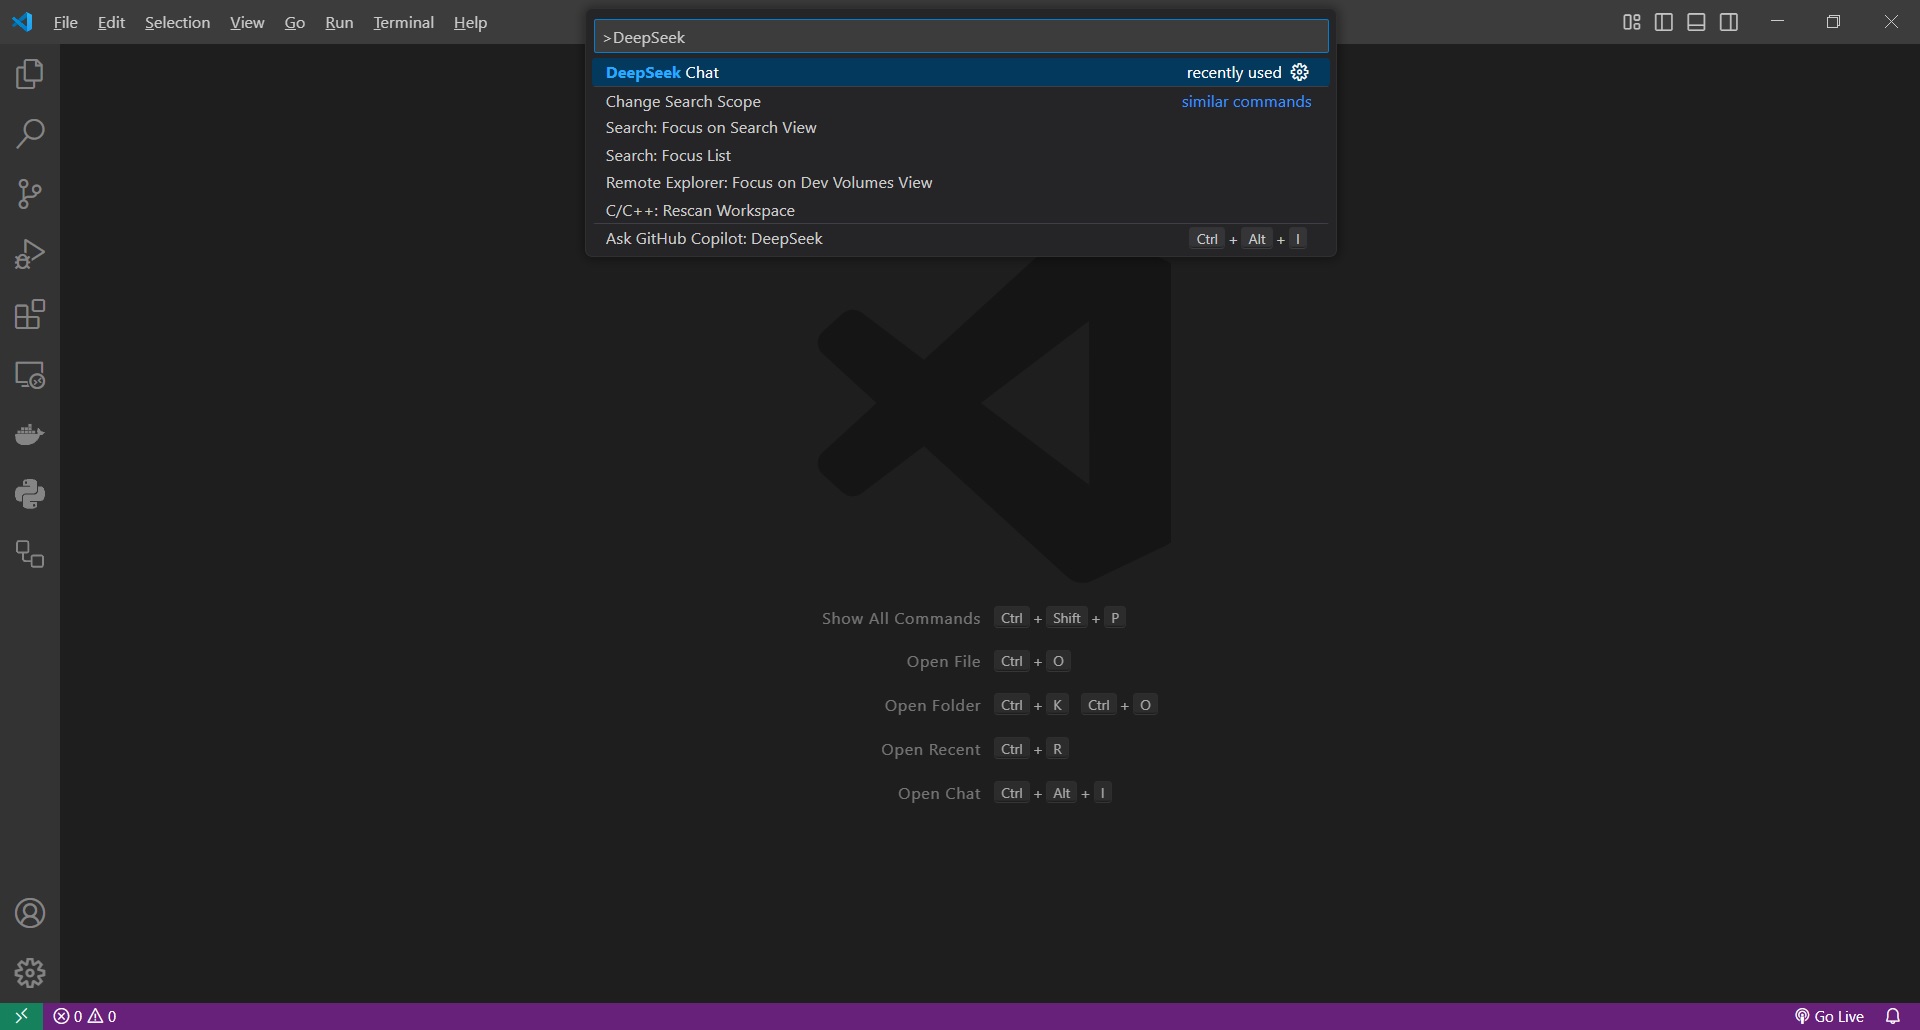 File Edit Selection View Go Run Terminal Help
>DeepSeek
DeepSeek Chat recently used
Change Search Scope similar commands
Search: Focus on Search View
Search: Focus List
Remote Explorer: Focus on Dev Volumes View
C/C++: Rescan Workspace
Ask GitHub Copilot: DeepSeek Ctrl + Alt + I
Show All Commands Ctrl + Shift + P
Open File Ctrl + O
Open Folder Ctrl + K Ctrl + O
Open Recent Ctrl + R
Open Chat Ctrl + Alt + I
0 0 Go Live